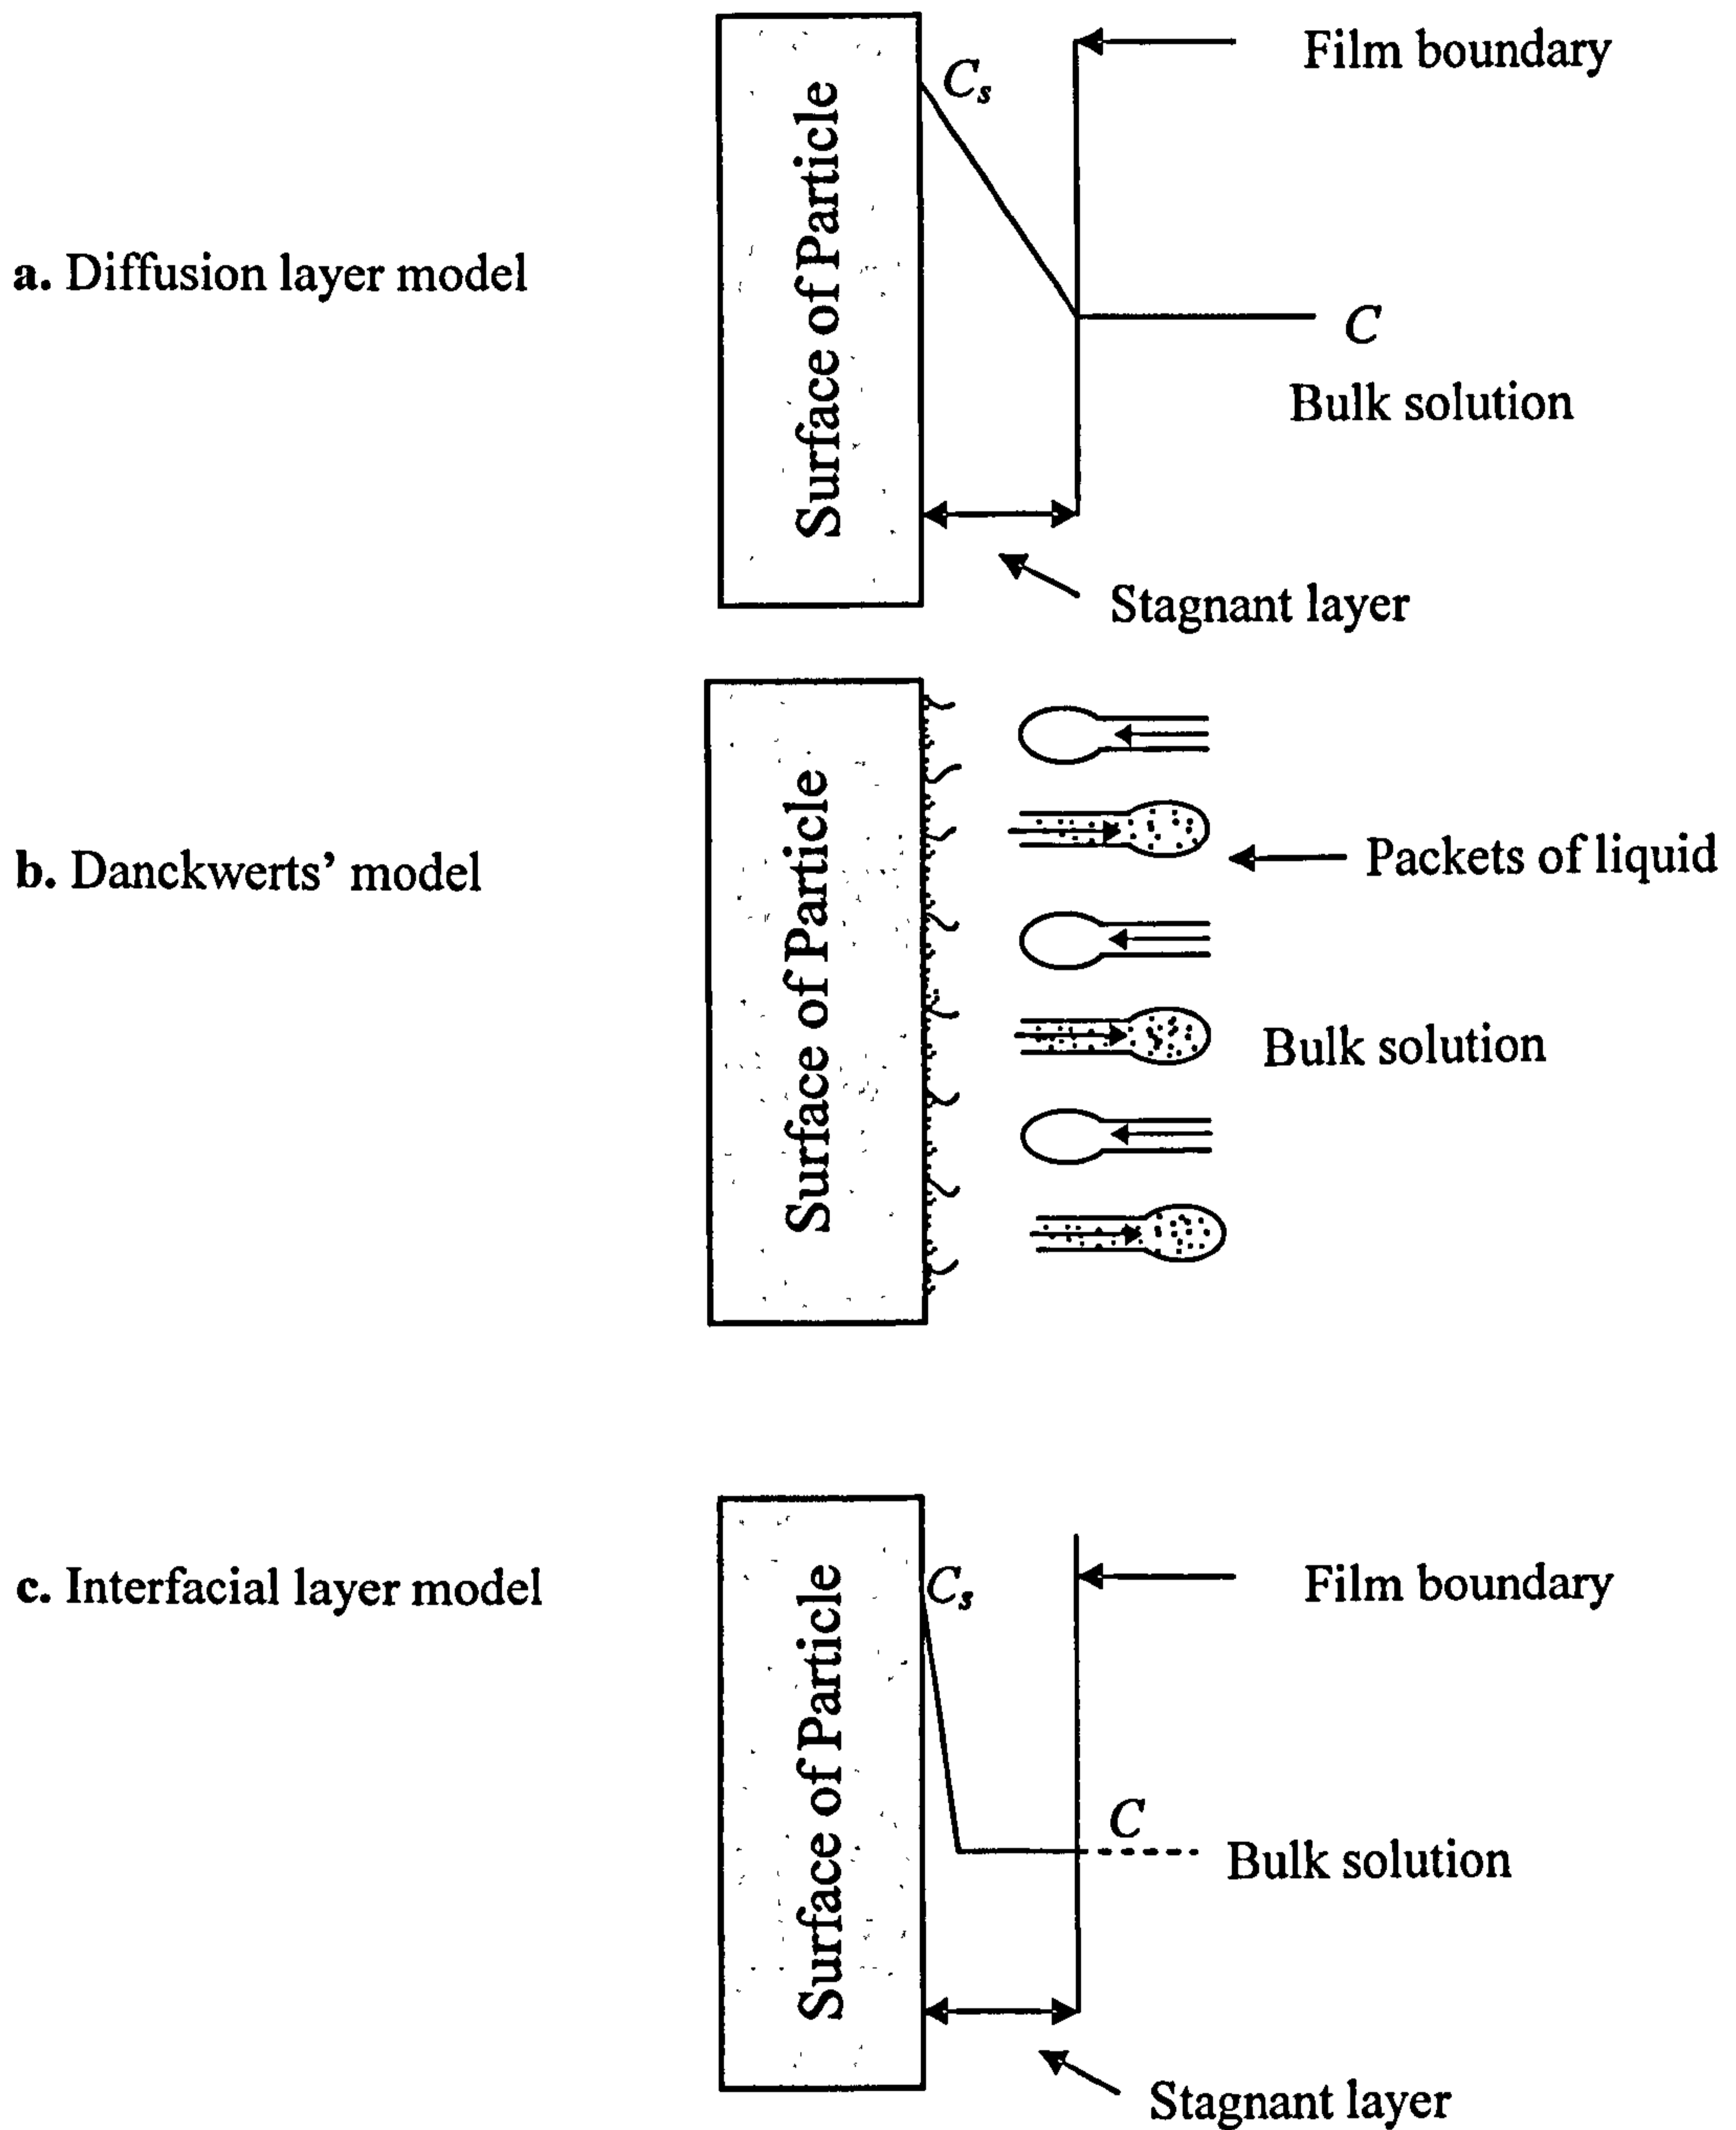 Surface of Particle
C_s
Film boundary
a. Diffusion layer model
C
Bulk solution
Stagnant layer
Surface of Particle
b. Danckwerts’ model
Packets of liquid
Bulk solution
Surface of Particle
c. Interfacial layer model
C_s
Film boundary
C
Bulk solution
Stagnant layer